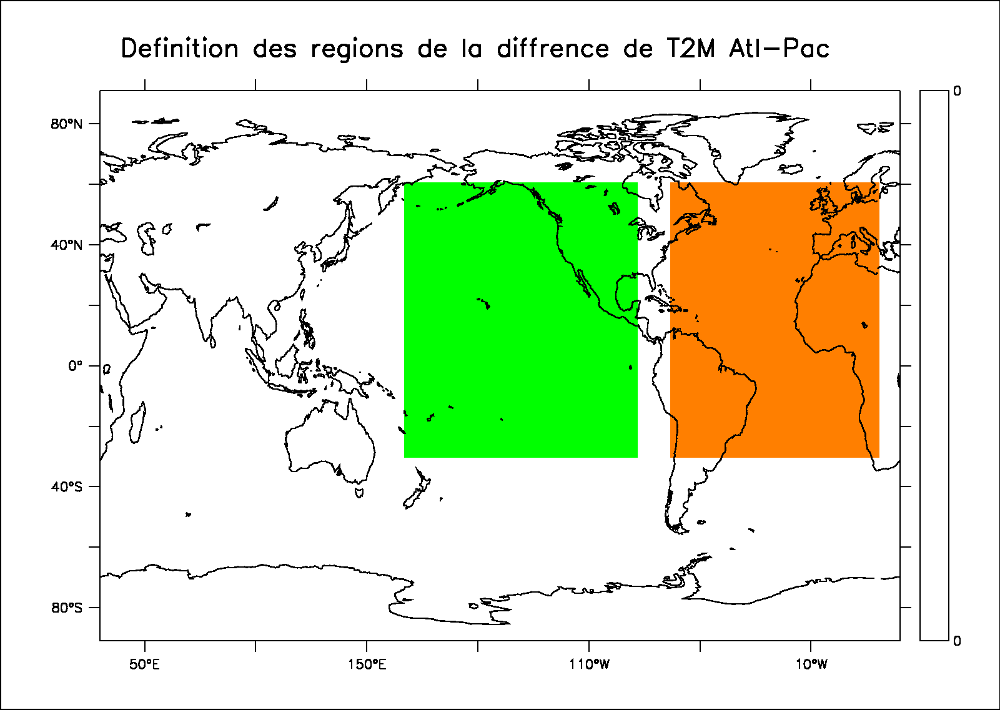 Definition des regions de la diffrence de T2M Atl-Pac
0
80°N
40°N
0°
40°S
80°S
0
50°E 150°E 110°W 10°W